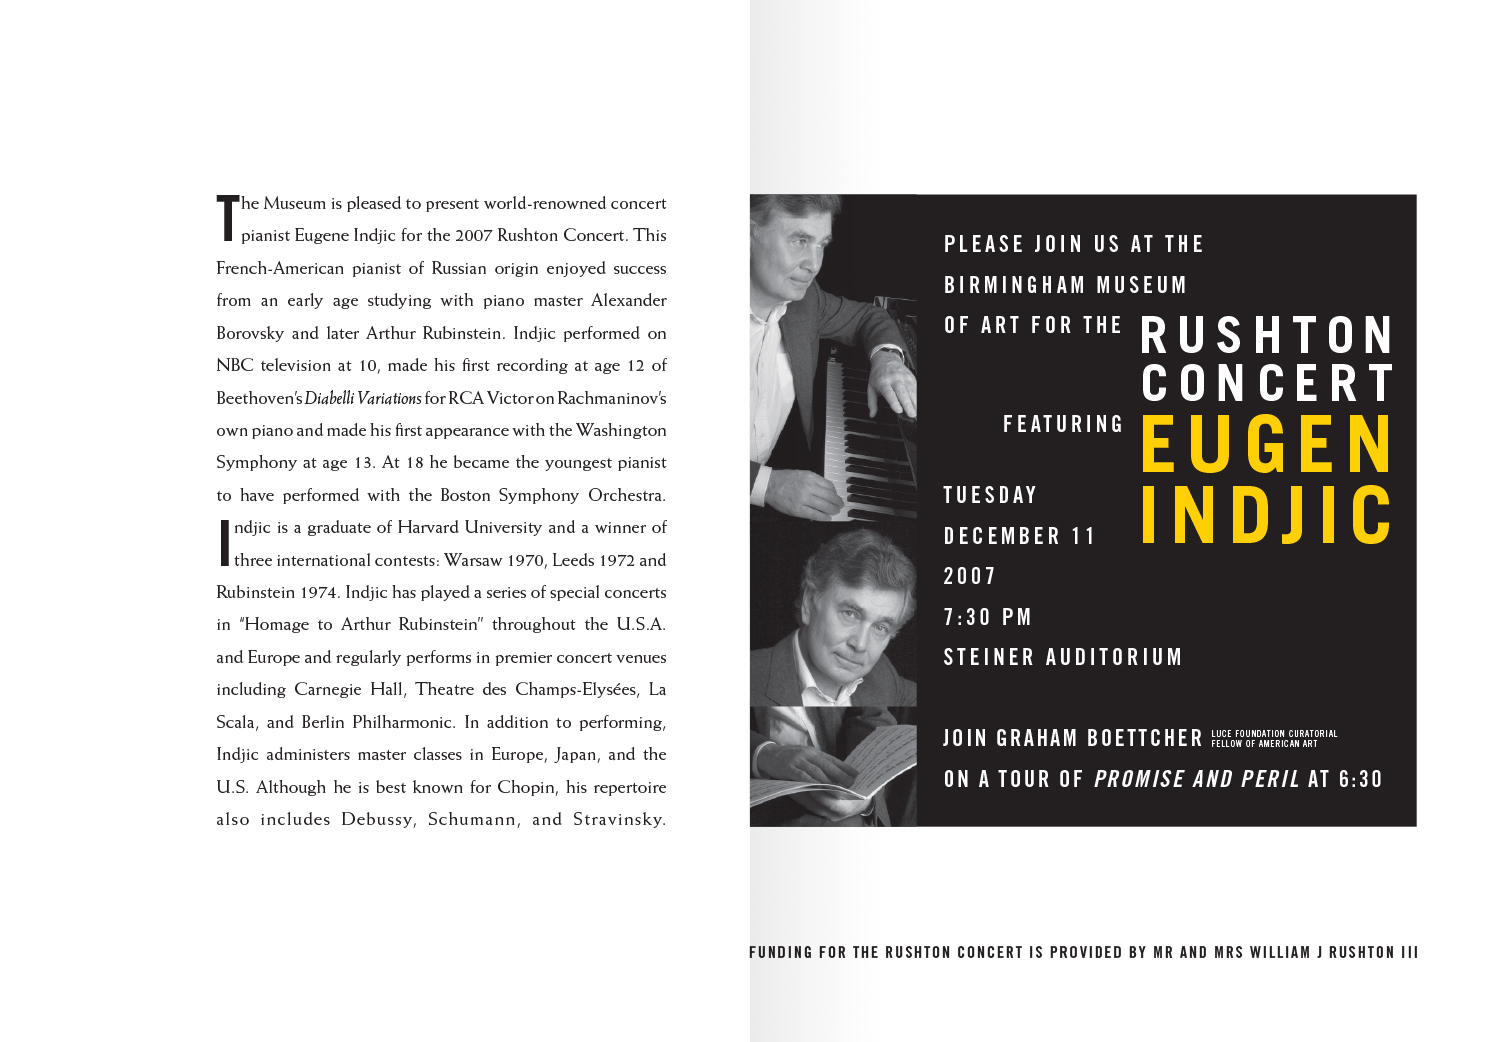 The Museum is pleased to present world-renowned concert
pianist Eugene Indjic for the 2007 Rushton Concert. This
French-American pianist of Russian origin enjoyed success
from an early age studying with piano master Alexander
Borovsky and later Arthur Rubinstein. Indjic performed on
NBC television at 10, made his first recording at age 12 of
Beethoven's Diabelli Variations for RCA Victor on Rachmaninov's
own piano and made his first appearance with the Washington
Symphony at age 13. At 18 he became the youngest pianist
to have performed with the Boston Symphony Orchestra.
Indjic is a graduate of Harvard University and a winner of
three international contests: Warsaw 1970, Leeds 1972 and
Rubinstein 1974. Indjic has played a series of special concerts
in “Homage to Arthur Rubinstein” throughout the U.S.A.
and Europe and regularly performs in premier concert venues
including Carnegie Hall, Theatre des Champs-Elysées, La
Scala, and Berlin Philharmonic. In addition to performing,
Indjic administers master classes in Europe, Japan, and the
U.S. Although he is best known for Chopin, his repertoire
also includes Debussy, Schumann, and Stravinsky.
PLEASE JOIN US AT THE
BIRMINGHAM MUSEUM
OF ART FOR THE RUSHTON
CONCERT
FEATURING EUGEN
INDJIC
TUESDAY
DECEMBER 11
2007
7:30 PM
STEINER AUDITORIUM
JOIN GRAHAM BOETTCHER LUCE FOUNDATION CURATORIAL
FELLOW OF AMERICAN ART
ON A TOUR OF PROMISE AND PERIL AT 6:30
FUNDING FOR THE RUSHTON CONCERT IS PROVIDED BY MR AND MRS WILLIAM J RUSHTON III